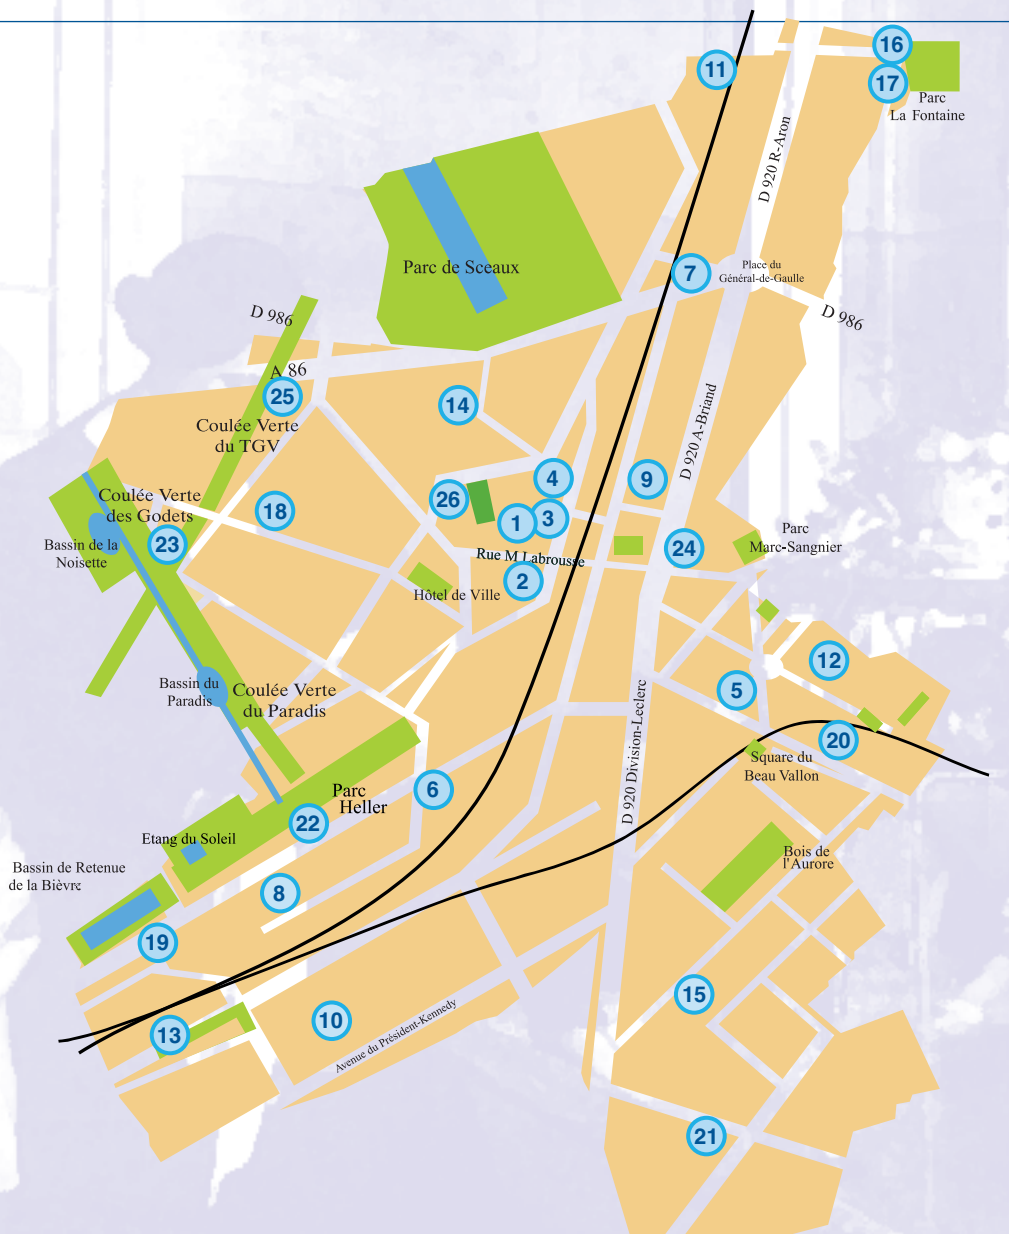 16
11
17
Parc
La Fontaine
D 920 R-Aron
Parc de Sceaux
7
Place du
Général-de-Gaulle
D 986
D 986
A 86
25
14
Coulée Verte
du TGV
D 920 A-Briand
4
9
Coulée Verte
des Godets
26
18
1
3
Parc
Marc-Sangnier
23
24
Bassin de la
Noisette
Rue M Labrousse
2
Hôtel de Ville
12
Bassin du
Paradis
Coulée Verte
du Paradis
5
D 920 Division-Leclerc
20
Square du
Beau Vallon
6
Parc
Heller
22
Etang du Soleil
Bois de
l'Aurore
Bassin de Retenue
de la Bièvre
8
19
15
10
13
Avenue du Président-Kennedy
21